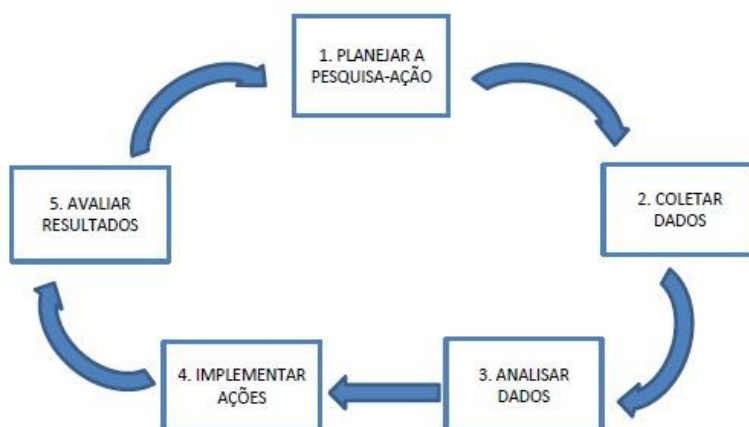 1. PLANEJAR A
PESQUISA-AÇÃO
2. COLETAR
DADOS
3. ANALISAR
DADOS
4. IMPLEMENTAR
AÇÕES
5. AVALIAR
RESULTADOS